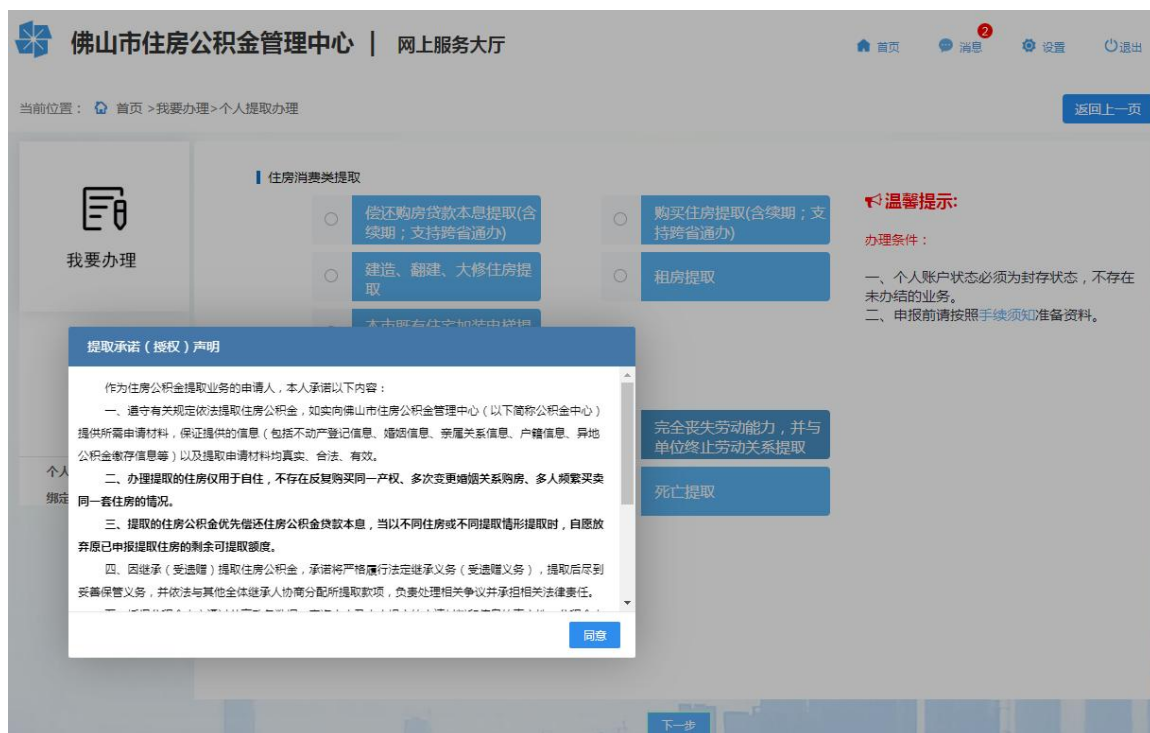 佛山市住房公积金管理中心 | 网上服务大厅
首页
消息
2
设置
退出
当前位置： 首页 >我要办理>个人提取办理
返回上一页
我要办理
住房消费类提取
偿还购房贷款本息提取(含
续期；支持跨省通办)
购买住房提取(含续期；支
持跨省通办)
建造、翻建、大修住房提
取
租房提取
本市既有住宅加装电梯提
完全丧失劳动能力，并与
单位终止劳动关系提取
死亡提取
温馨提示:
办理条件：
一、个人账户状态必须为封存状态，不存在
未办结的业务。
二、申报前请按照手续须知准备资料。
个人
绑定
提取承诺（授权）声明
作为住房公积金提取业务的申请人，本人承诺以下内容：
一、遵守有关规定依法提取住房公积金，如实向佛山市住房公积金管理中心（以下简称公积金中心）
提供所需申请材料，保证提供的信息（包括不动产登记信息、婚姻信息、亲属关系信息、户籍信息、异地
公积金缴存信息等）以及提取申请材料均真实、合法、有效。
二、办理提取的住房仅用于自住，不存在反复购买同一产权、多次变更婚姻关系购房、多人频繁买卖
同一套住房的情况。
三、提取的住房公积金优先偿还住房公积金贷款本息，当以不同住房或不同提取情形提取时，自愿放
弃原已申报提取住房的剩余可提取额度。
四、因继承（受遗赠）提取住房公积金，承诺将严格履行法定继承义务（受遗赠义务），提取后尽到
妥善保管义务，并依法与其他全体继承人协商分配所提取款项，负责处理相关争议并承担相关法律责任。
同意
下一步